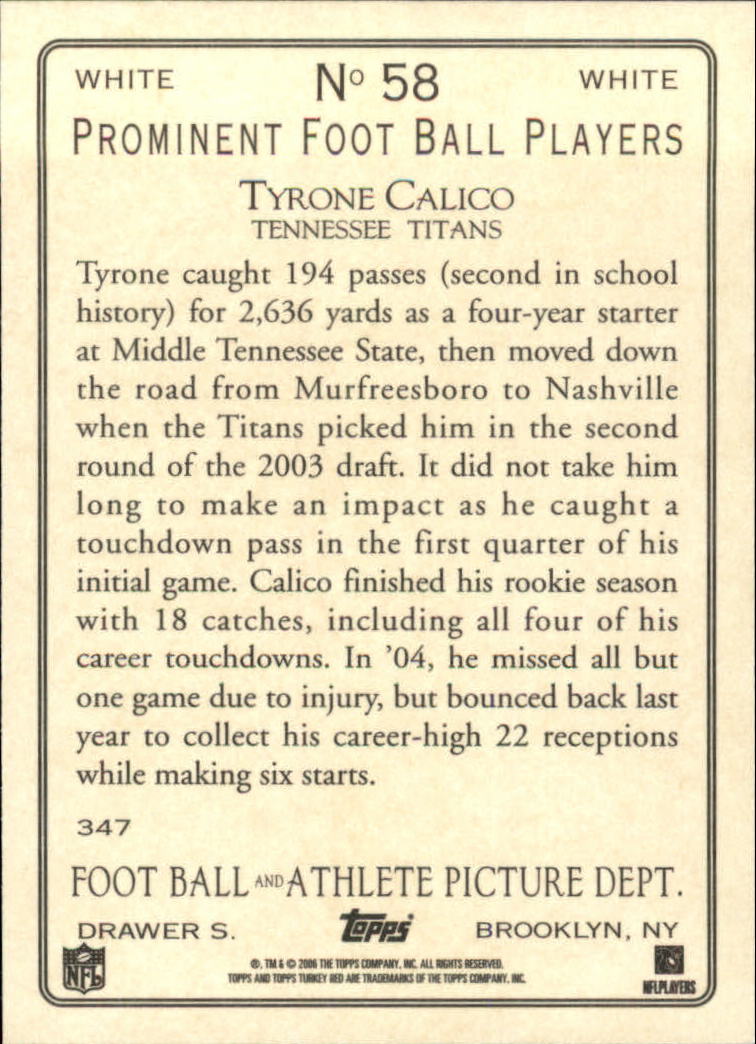 WHITE No 58 WHITE
PROMINENT FOOT BALL PLAYERS
TYRONE CALICO
TENNESSEE TITANS
Tyrone caught 194 passes (second in school
history) for 2,636 yards as a four-year starter
at Middle Tennessee State, then moved down
the road from Murfreesboro to Nashville
when the Titans picked him in the second
round of the 2003 draft. It did not take him
long to make an impact as he caught a
touchdown pass in the first quarter of his
initial game. Calico finished his rookie season
with 18 catches, including all four of his
career touchdowns. In ’04, he missed all but
one game due to injury, but bounced back last
year to collect his career-high 22 receptions
while making six starts.
347
FOOT BALL AND ATHLETE PICTURE DEPT.
DRAWER S. Topps BROOKLYN, NY
®, TM & © 2006 THE TOPPS COMPANY, INC. ALL RIGHTS RESERVED.
TOPPS AND TOPPS TURKEY RED ARE TRADEMARKS OF THE TOPPS COMPANY, INC.
NFL
NFLPLAYERS